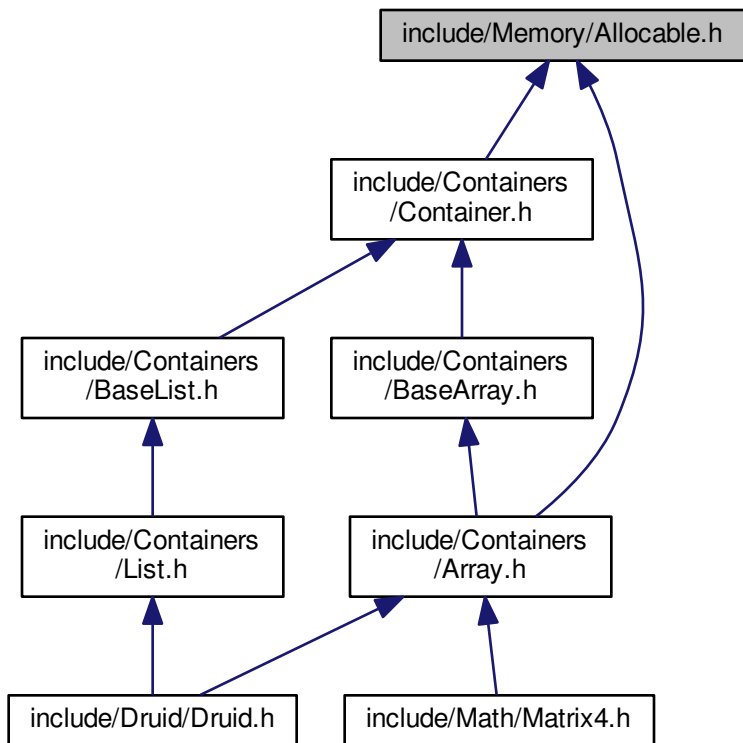 include/Memory/Allocable.h
include/Containers
/Container.h
include/Containers
/BaseList.h
include/Containers
/BaseArray.h
include/Containers
/List.h
include/Containers
/Array.h
include/Druid/Druid.h
include/Math/Matrix4.h